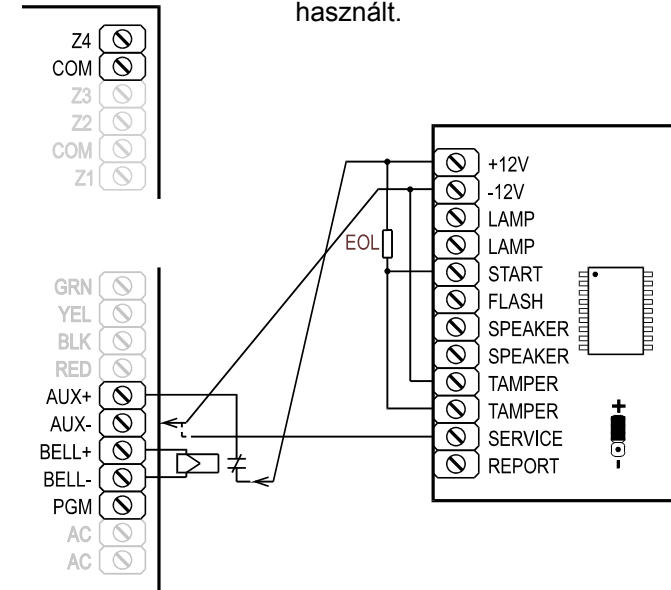 használt.
Z4
COM
Z3
Z2
COM
Z1
GRN
YEL
BLK
RED
AUX+
AUX-
BELL+
BELL-
PGM
AC
AC
EOL
+12V
-12V
LAMP
LAMP
START
FLASH
SPEAKER
SPEAKER
TAMPER
TAMPER
SERVICE
REPORT
+
-